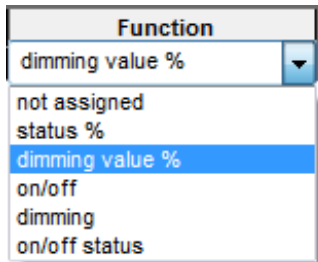 Function
dimming value %
not assigned
status %
dimming value %
on/off
dimming
on/off status